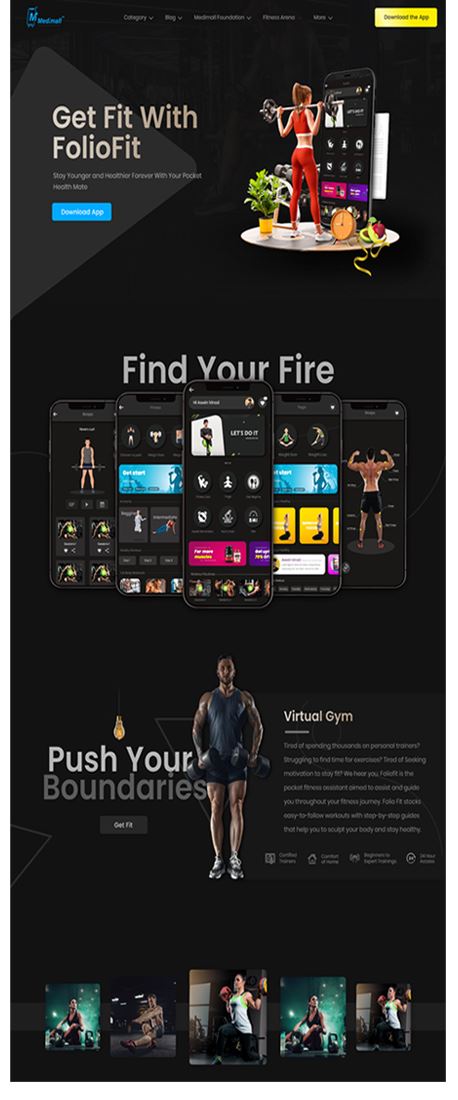 Medimall
Category
Blog
Medimall Foundation
Fitness Arena
More
Download the App
Get Fit With
FolioFit
Stay Younger and Healthier Forever With Your Pocket
Health Mate
Download App
Find Your Fire
LET'S DO IT
Get start
For more
muscles
Push Your
Boundaries
Get Fit
Virtual Gym
Tired of spending thousands on personal trainers?
Struggling to find time for exercises? Tired of Seeking
motivation to stay fit? We hear you, Foliofit is the
pocket fitness assistant aimed to assist and guide
you throughout your fitness journey. Folio Fit stocks
easy-to-follow workouts with step-by-step guides
that help you to sculpt your body and stay healthy.
Certified
Trainers
Comfort
of Home
Beginners to
Expert Trainings
24 Hour
Access